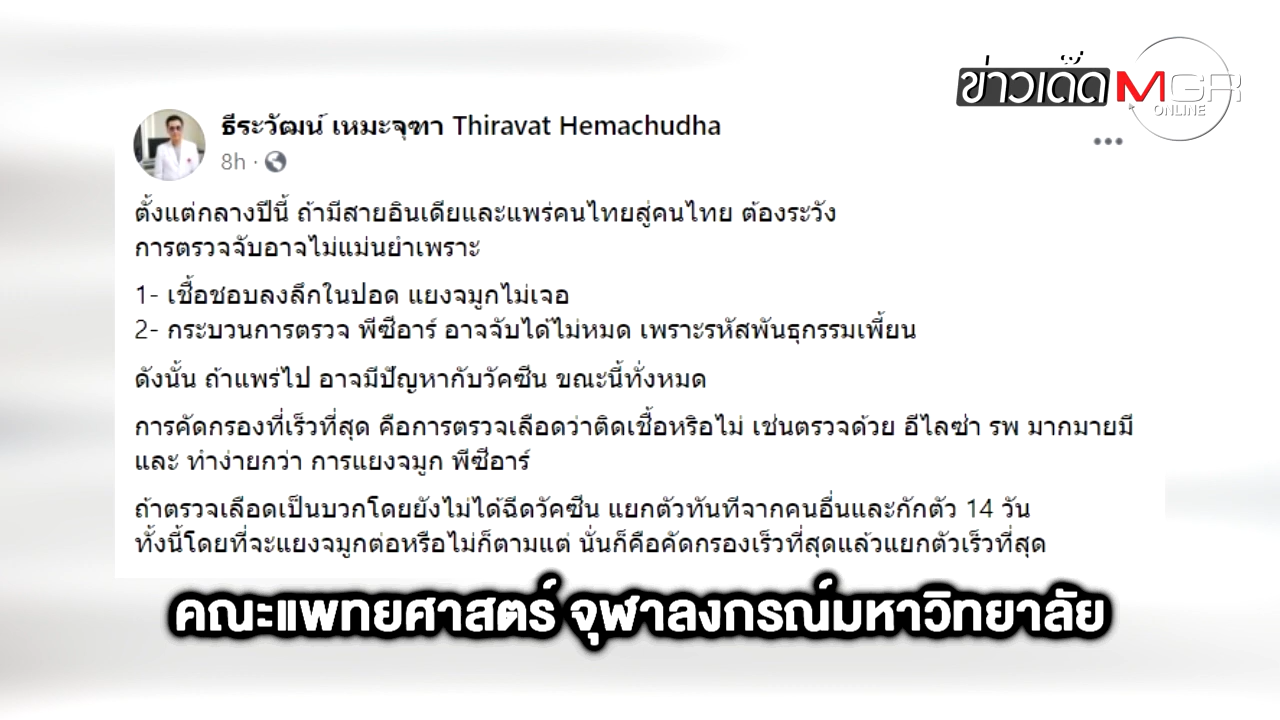 ข่าวเด็ด MGR ONLINE
ธีระวัฒน์ เหมะจุฑา Thiravat Hemachudha
8h ·
ตั้งแต่กลางปีนี้ ถ้ามีสายอินเดียและแพร่คนไทยสู่คนไทย ต้องระวัง
การตรวจจับอาจไม่แม่นยำเพราะ
1- เชื้อชอบลงลึกในปอด แยงจมูกไม่เจอ
2- กระบวนการตรวจ พีซีอาร์ อาจจับได้ไม่หมด เพราะรหัสพันธุกรรมเพี้ยน
ดังนั้น ถ้าแพร่ไป อาจมีปัญหากับวัคซีน ขณะนี้ทั้งหมด
การคัดกรองที่เร็วที่สุด คือการตรวจเลือดว่าติดเชื้อหริอไม่ เช่นตรวจด้วย อีไลซ่า รพ มากมายมี
และ ทำง่ายกว่า การแยงจมูก พีซีอาร์
ถ้าตรวจเลือดเป็นบวกโดยยังไม่ได้ฉีดวัคซีน แยกตัวทันทีจากคนอื่นและกักตัว 14 วัน
ทั้งนี้โดยที่จะแยงจมูกต่อหรือไม่ก็ตามแต่ นั่นก็คือคัดกรองเร็วที่สุดแล้วแยกตัวเร็วที่สุด
คณะแพทยศาสตร์ จุฬาลงกรณ์มหาวิทยาลัย